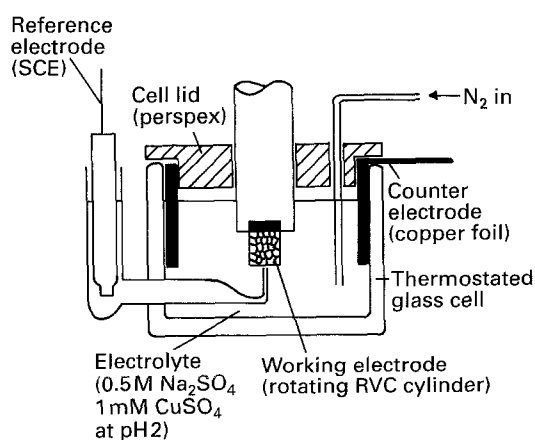 Reference
electrode
(SCE)
Cell lid
(perspex)
N₂ in
Counter
electrode
(copper foil)
Thermostated
glass cell
Electrolyte
(0.5M Na₂SO₄
1mM CuSO₄
at pH2)
Working electrode
(rotating RVC cylinder)